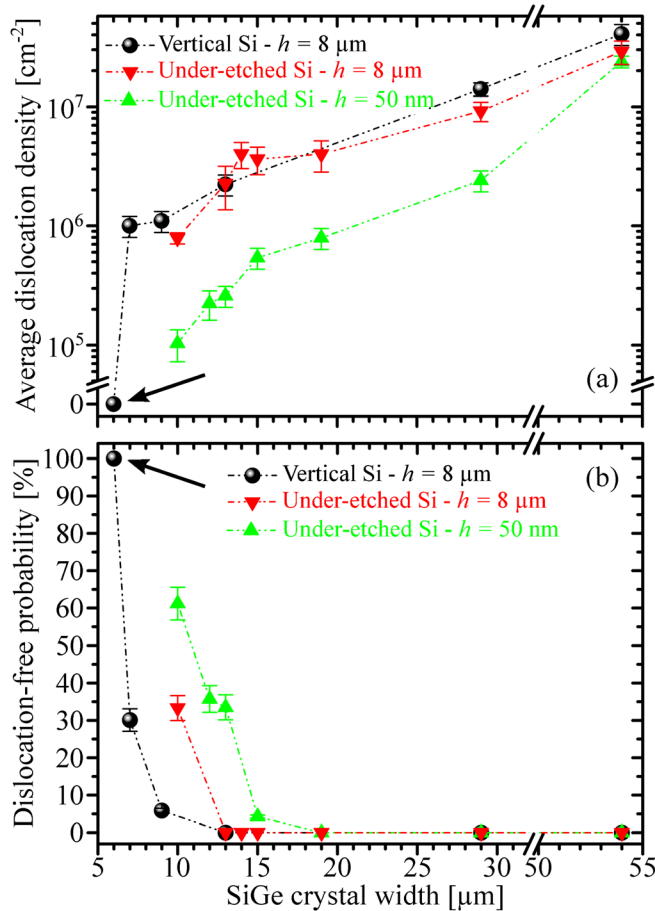 Average dislocation density [cm⁻²]
10⁷
10⁶
10⁵
0
Vertical Si - h = 8 µm
Under-etched Si - h = 8 µm
Under-etched Si - h = 50 nm
(a)
Dislocation-free probability [%]
100
90
80
70
60
50
40
30
20
10
0
Vertical Si - h = 8 µm
Under-etched Si - h = 8 µm
Under-etched Si - h = 50 nm
(b)
5 10 15 20 25 30 50 55
SiGe crystal width [µm]